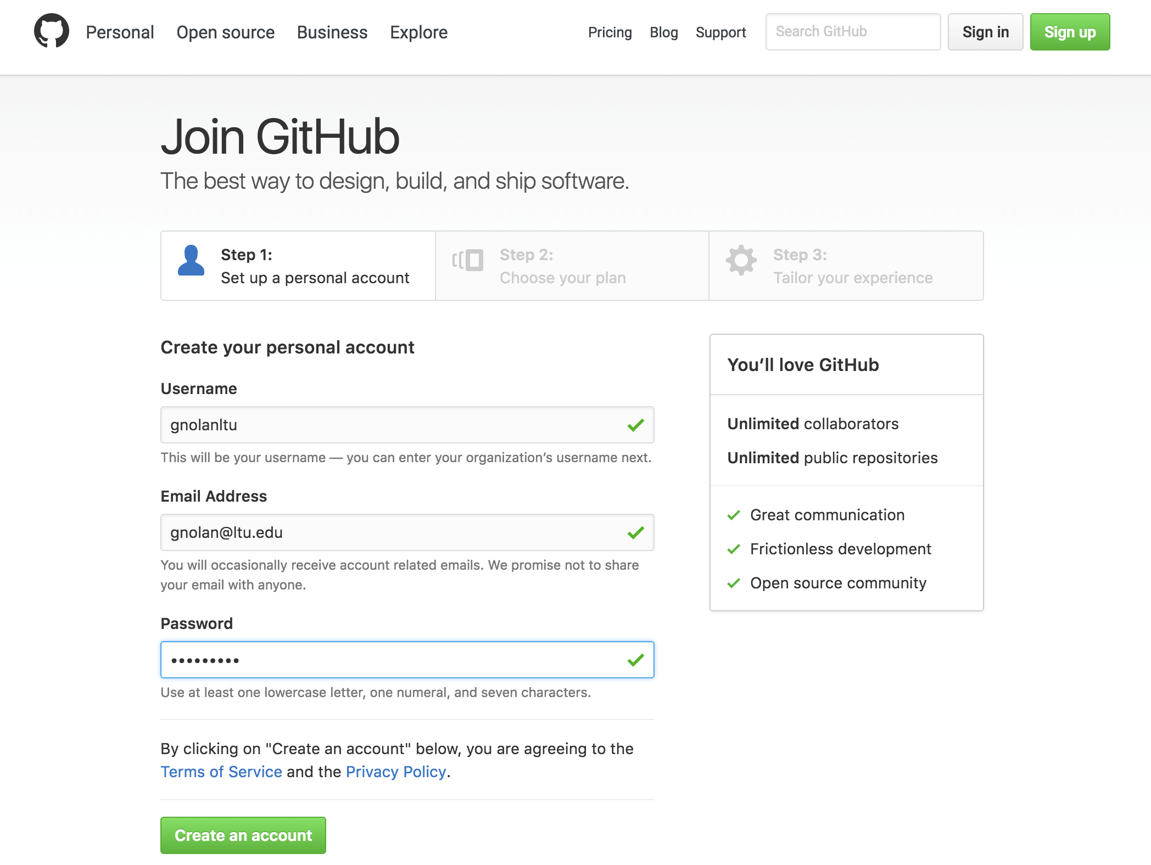 Personal Open source Business Explore Pricing Blog Support Search GitHub Sign in Sign up
Join GitHub
The best way to design, build, and ship software.
Step 1:
Set up a personal account
Step 2:
Choose your plan
Step 3:
Tailor your experience
Create your personal account
Username
gnolanltu
This will be your username — you can enter your organization’s username next.
Email Address
gnolan@ltu.edu
You will occasionally receive account related emails. We promise not to share
your email with anyone.
Password
•••••••••
Use at least one lowercase letter, one numeral, and seven characters.
By clicking on "Create an account" below, you are agreeing to the
Terms of Service and the Privacy Policy.
Create an account
You’ll love GitHub
Unlimited collaborators
Unlimited public repositories
Great communication
Frictionless development
Open source community